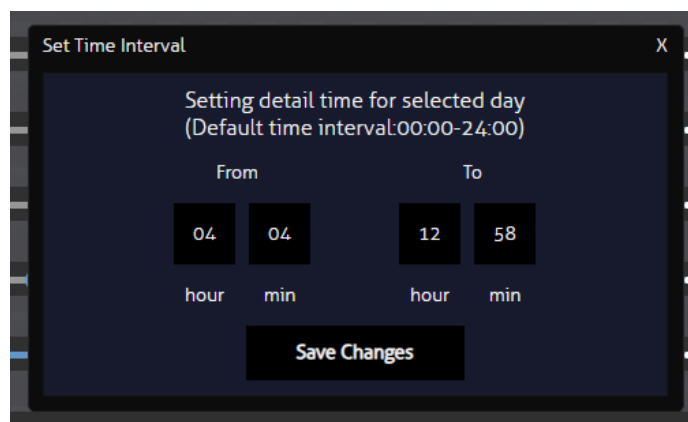 Set Time Interval X
Setting detail time for selected day
(Default time interval:00:00-24:00)
From To
04 04 12 58
hour min hour min
Save Changes